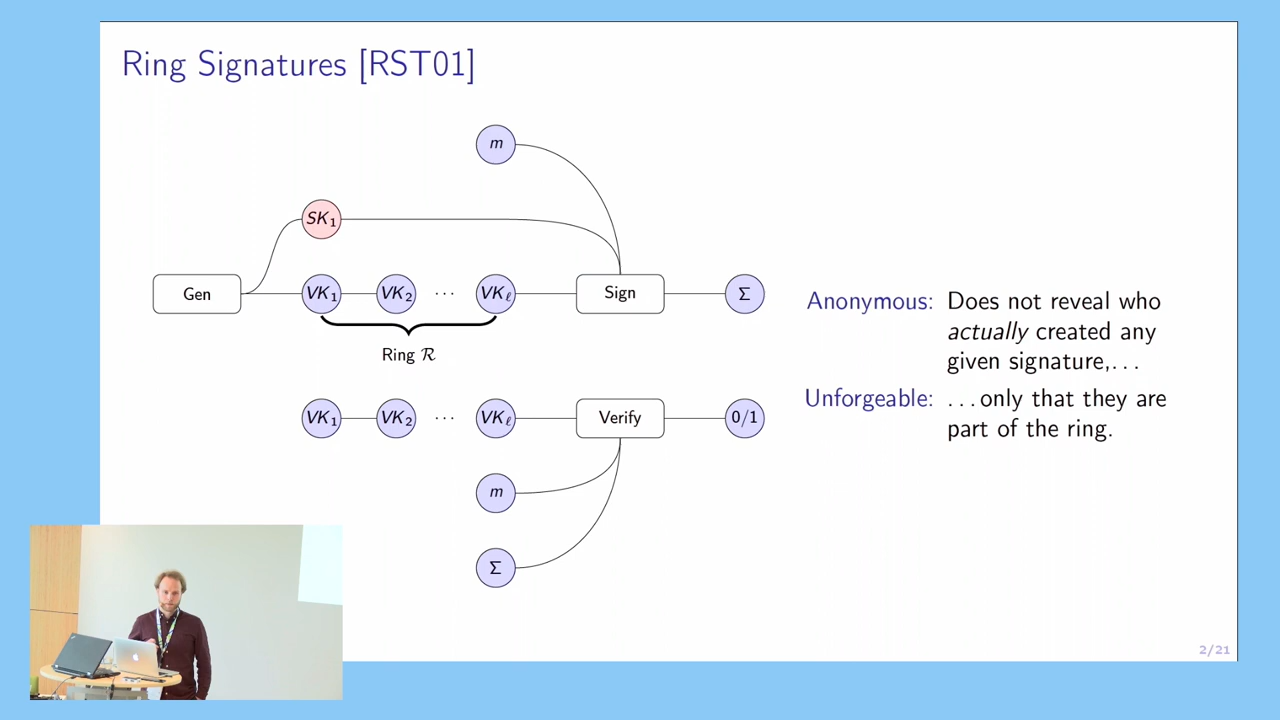 Ring Signatures [RST01]
m
SK₁
Gen
VK₁ VK₂ ··· VKℓ
Sign
Σ
Ring ℛ
VK₁ VK₂ ··· VKℓ
Verify
0/1
m
Σ
Anonymous: Does not reveal who
actually created any
given signature,...
Unforgeable: ...only that they are
part of the ring.
2/21